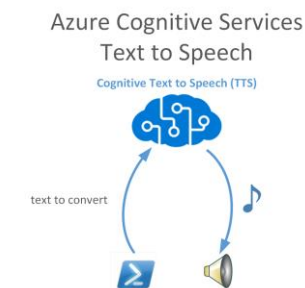 Azure Cognitive Services
Text to Speech
Cognitive Text to Speech (TTS)
text to convert